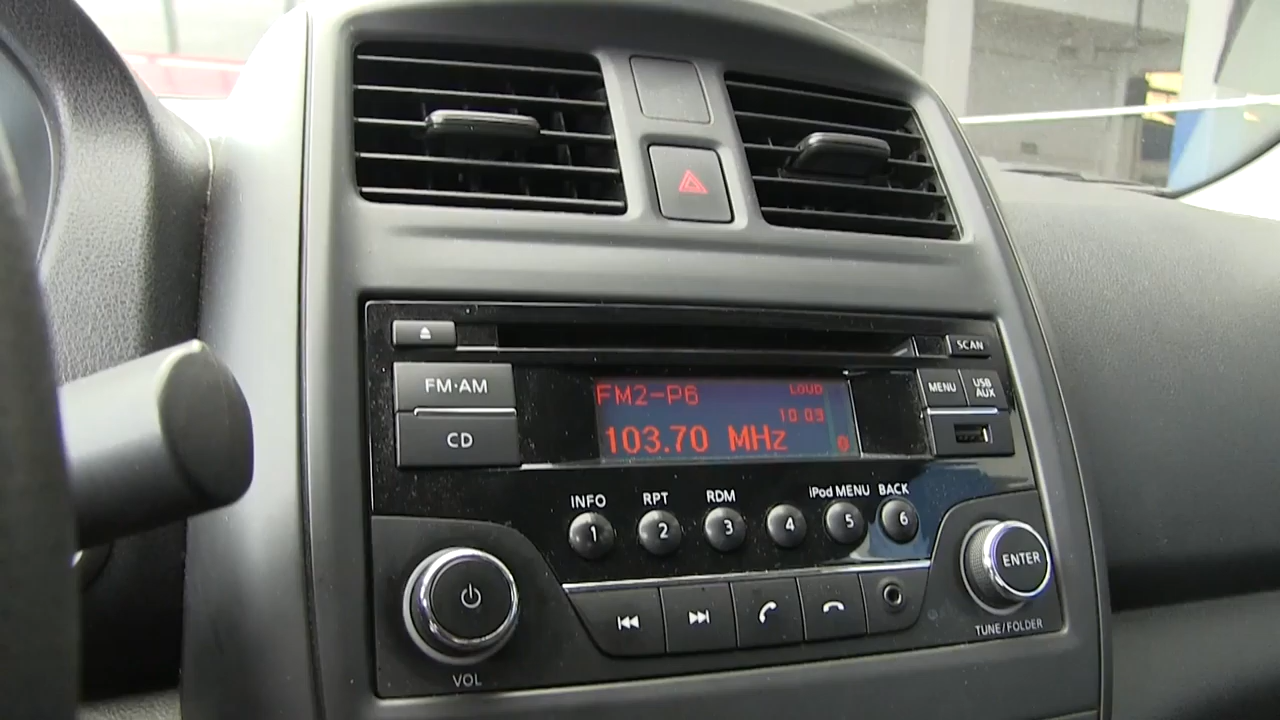 SCAN
FM·AM
FM2-P6
LOUD
MENU
USB
AUX
10 03
CD
103.70 MHz
0
INFO
RPT
RDM
iPod MENU
BACK
1
2
3
4
5
6
ENTER
TUNE/FOLDER
VOL